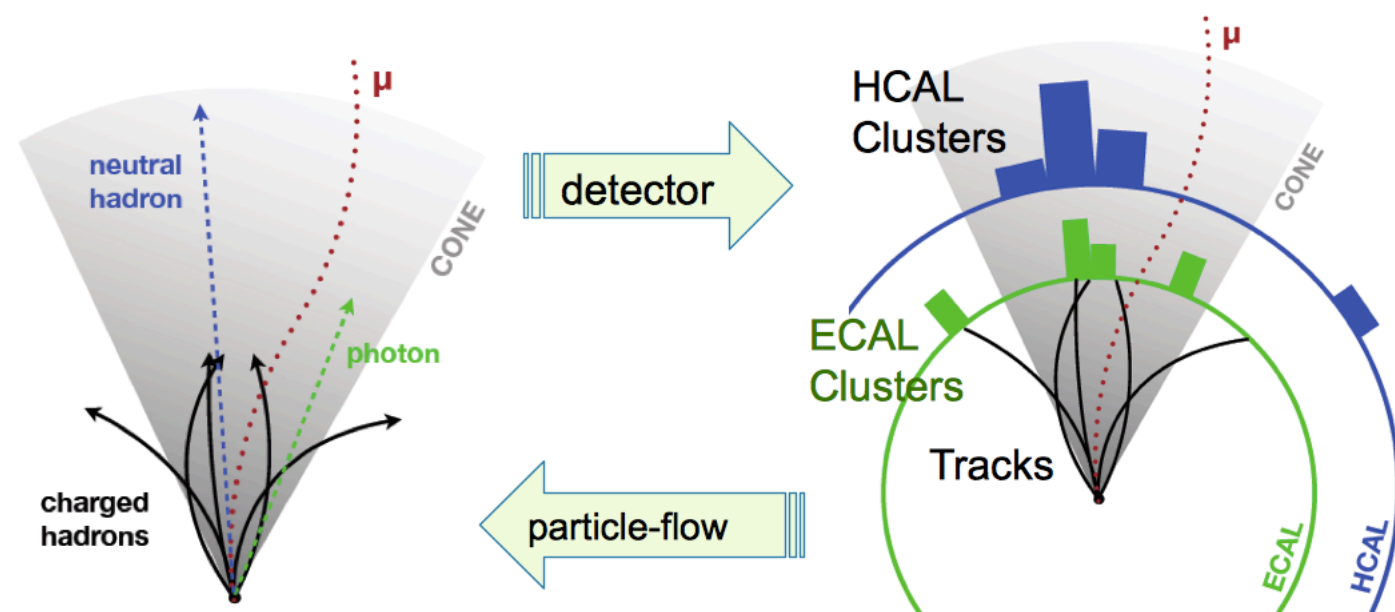 μ
neutral
hadron
CONE
photon
charged
hadrons
detector
particle-flow
μ
HCAL
Clusters
CONE
ECAL
Clusters
Tracks
ECAL
HCAL